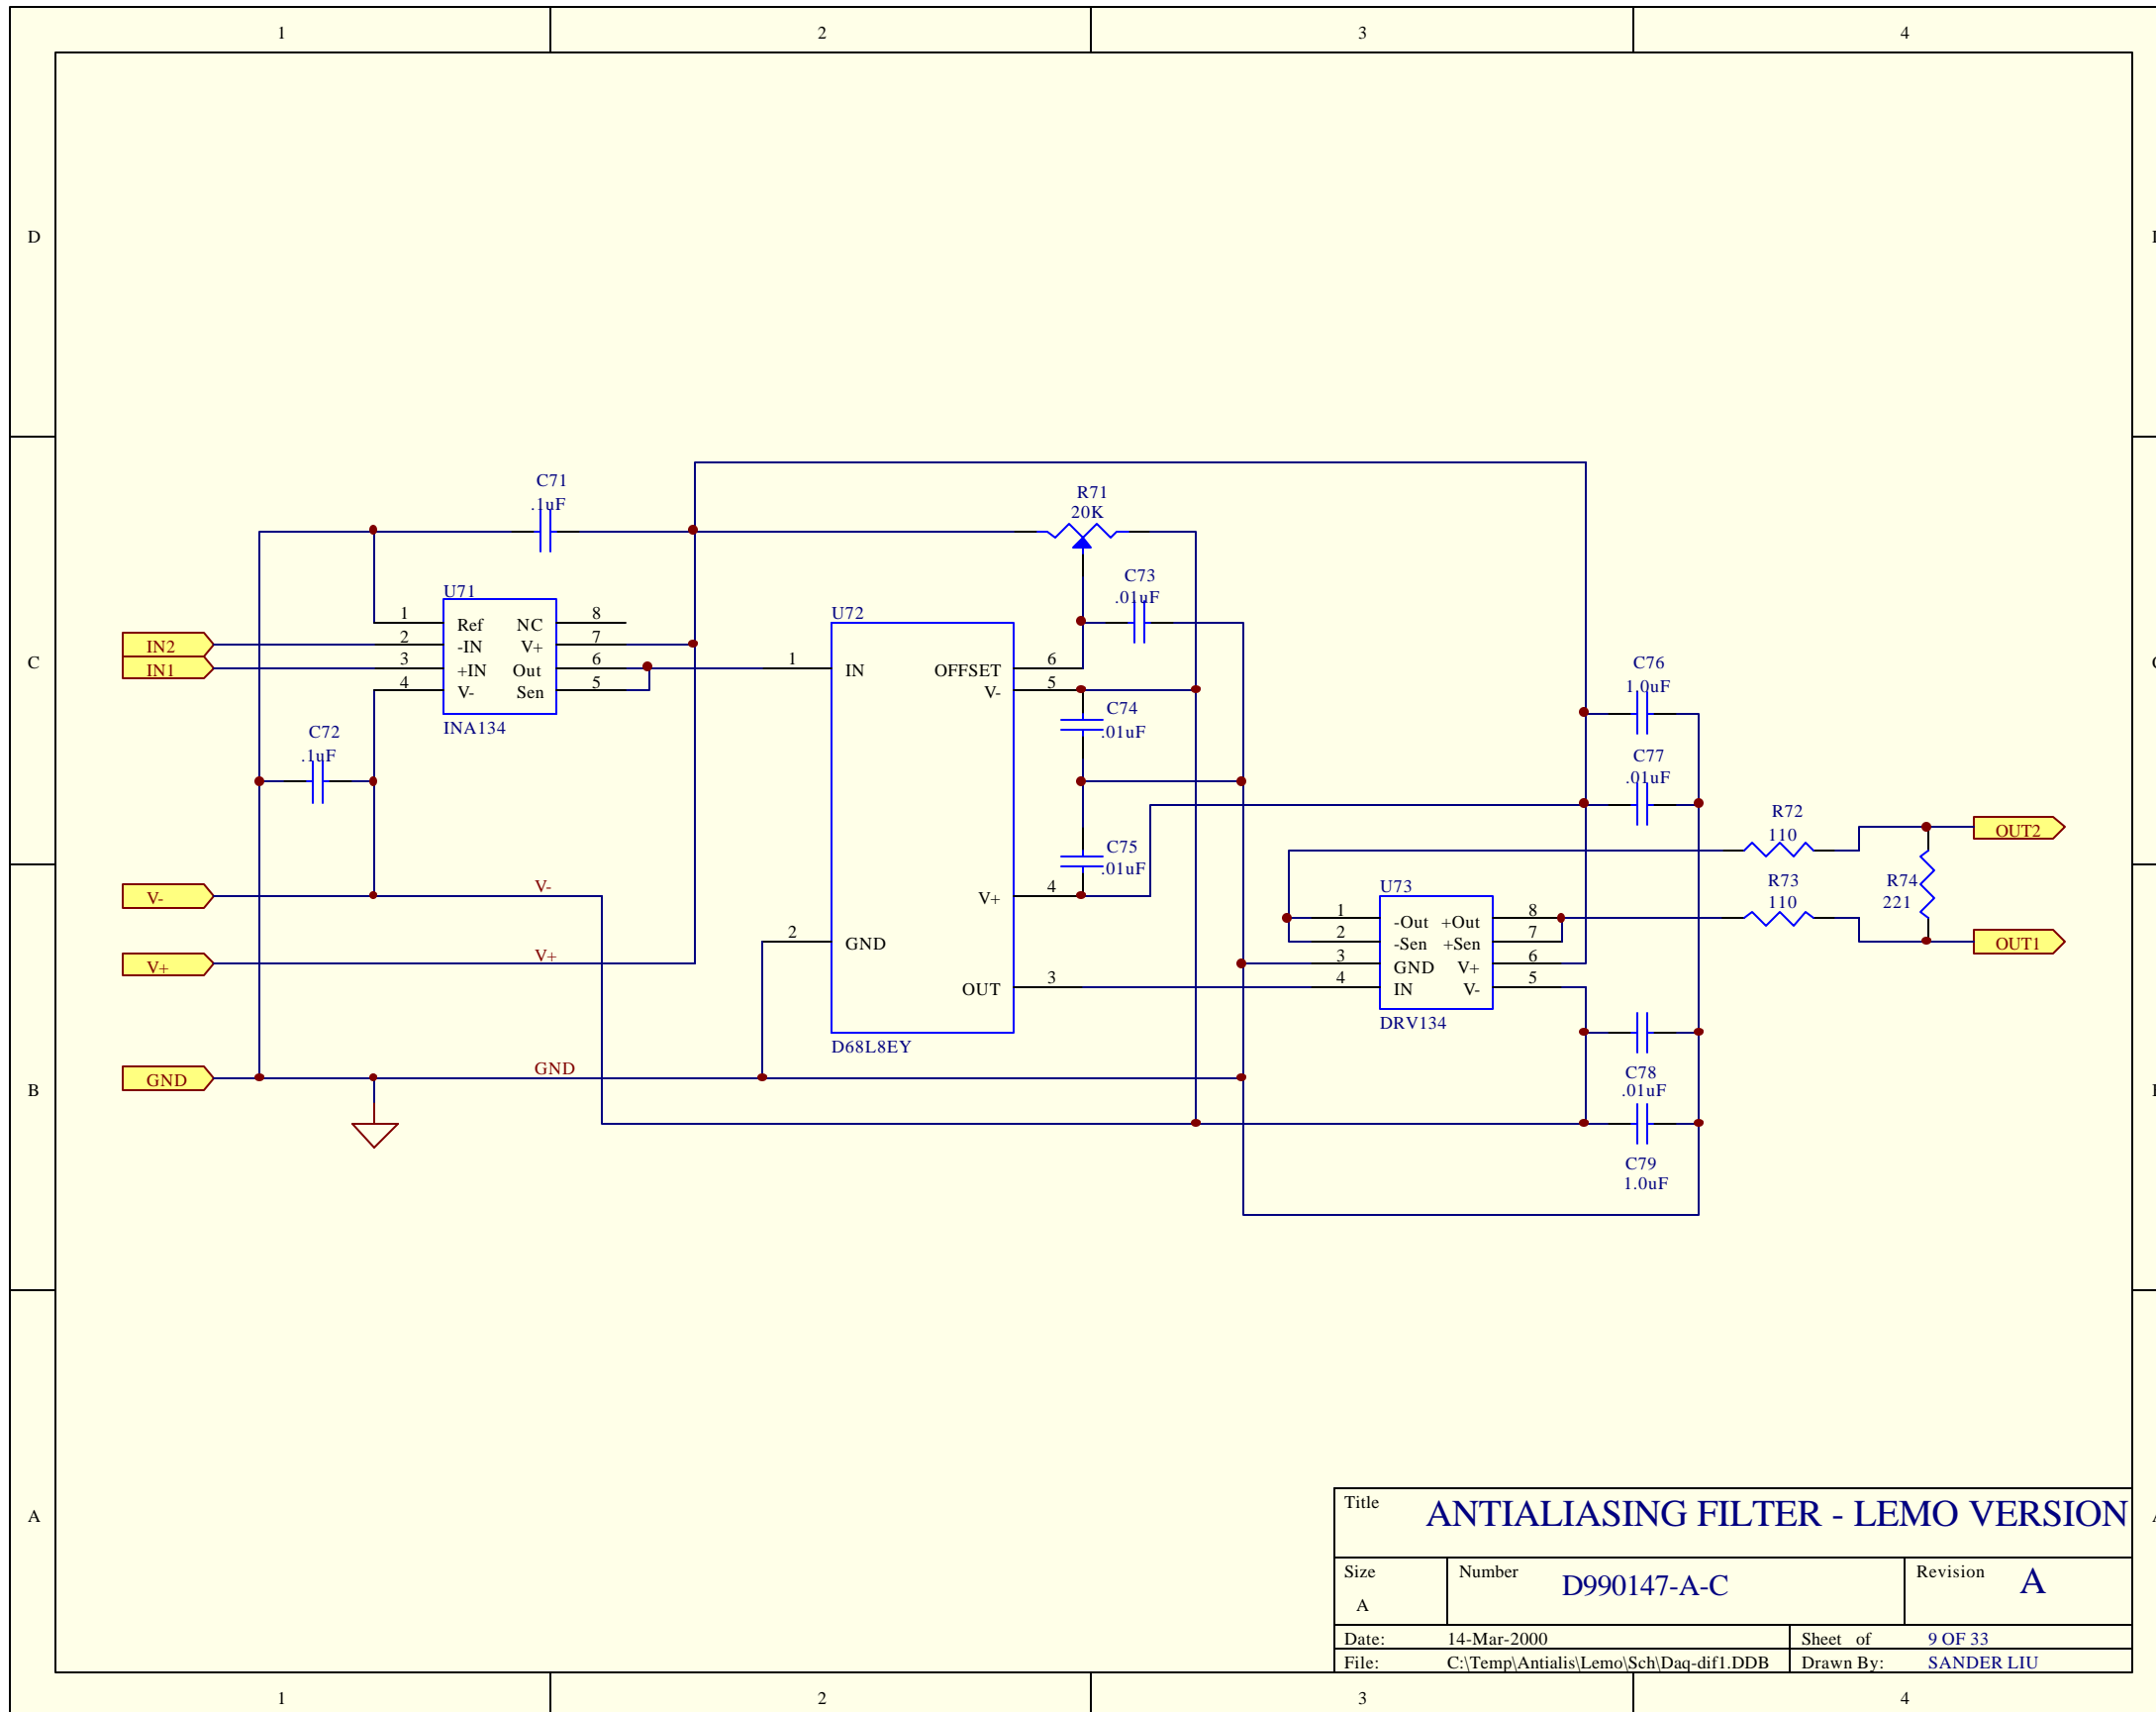 1 2 3 4
D
C71
.1uF
R71
20K
C73
.01uF
U71
1 Ref NC 8
2 -IN V+ 7
3 +IN Out 6
4 V- Sen 5
INA134
IN2
IN1
C72
.1uF
U72
1 IN OFFSET 6
V- 5
C74
.01uF
C75
.01uF
V+ 4
2 GND
OUT 3
D68L8EY
C C
C76
1.0uF
C77
.01uF
R72
110
OUT2
R73
110
R74
221
OUT1
U73
1 -Out +Out 8
2 -Sen +Sen 7
3 GND V+ 6
4 IN V- 5
DRV134
V- V-
V+ V+
GND GND
B
C78
.01uF
C79
1.0uF
A
Title ANTIALIASING FILTER - LEMO VERSION
Size Number D990147-A-C Revision A
A
Date: 14-Mar-2000 Sheet of 9 OF 33
File: C:\Temp\Antialis\Lemo\Sch\Daq-dif1.DDB Drawn By: SANDER LIU
1 2 3 4